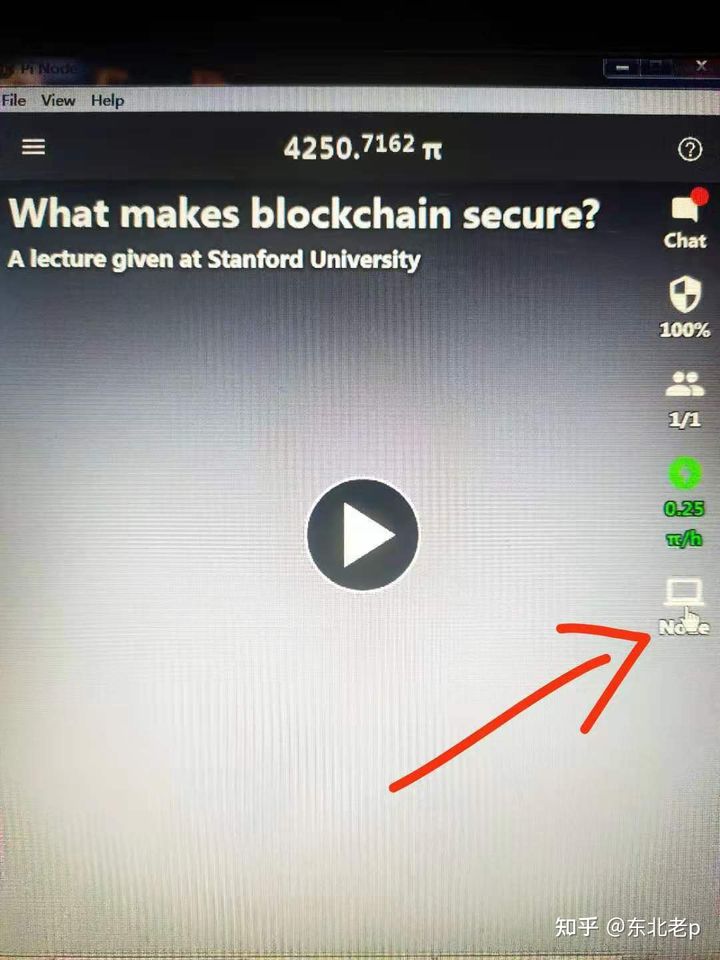 Pi Node
File View Help
4250.7162 π
What makes blockchain secure?
A lecture given at Stanford University
Chat
100%
1/1
0.25
π/h
Node
知乎 @东北老p